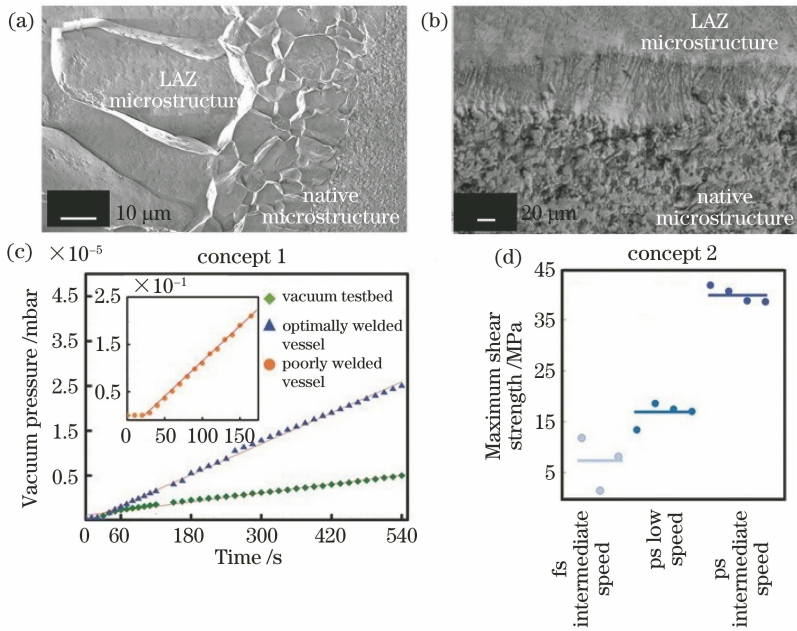 (a)
LAZ
microstructure
native
microstructure
10 μm
(b)
LAZ
microstructure
native
microstructure
20 μm
(c)
×10⁻⁵
concept 1
4.5
3.5
2.5
1.5
0.5
Vacuum pressure /mbar
×10⁻¹
2.5
1.5
0.5
0 50 100 150
vacuum testbed
optimally welded
vessel
poorly welded
vessel
0 60 180 300 420 540
Time /s
(d)
concept 2
45
35
25
15
5
Maximum shear
strength /MPa
fs
intermediate
speed
ps low
speed
ps
intermediate
speed